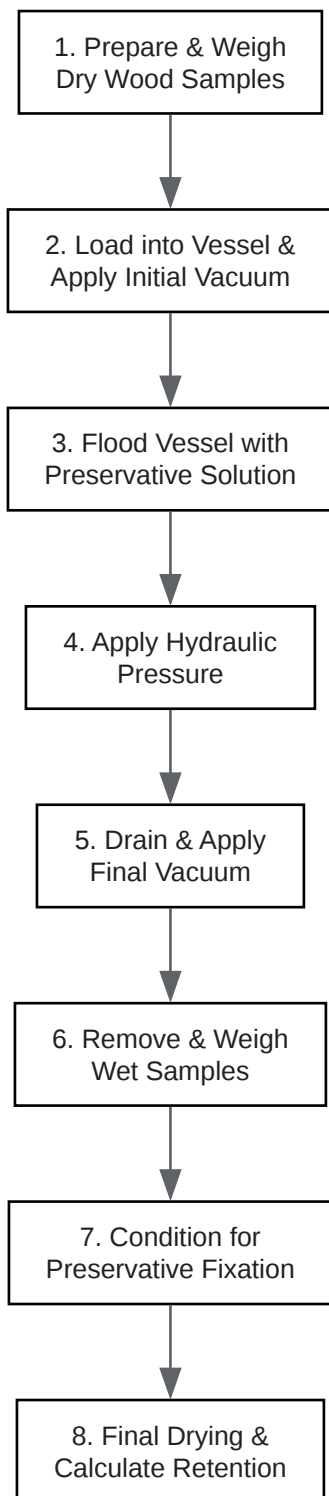 1. Prepare & Weigh
Dry Wood Samples
2. Load into Vessel &
Apply Initial Vacuum
3. Flood Vessel with
Preservative Solution
4. Apply Hydraulic
Pressure
5. Drain & Apply
Final Vacuum
6. Remove & Weigh
Wet Samples
7. Condition for
Preservative Fixation
8. Final Drying &
Calculate Retention